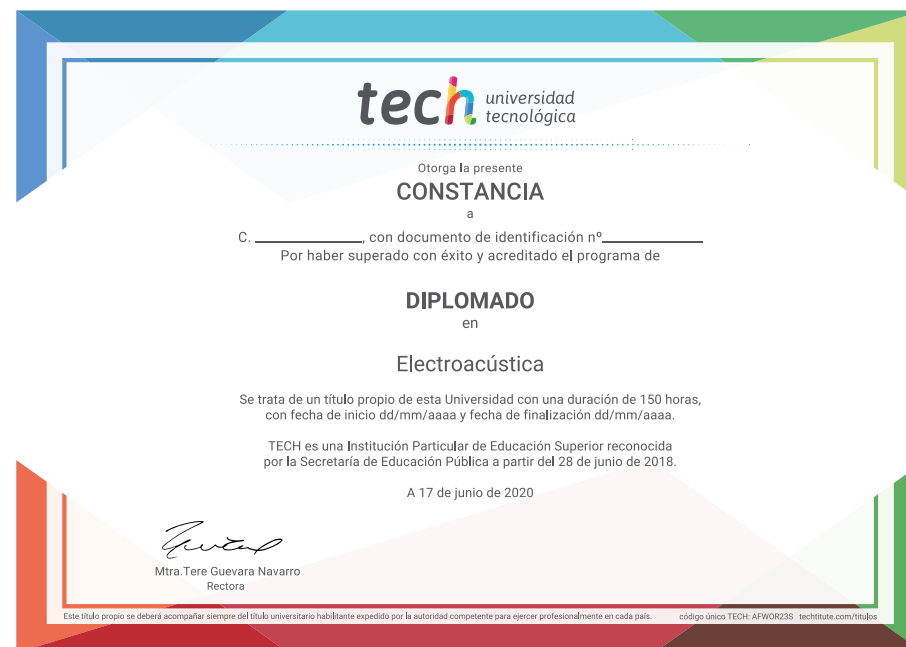 tech universidad
tecnológica
Otorga la presente
CONSTANCIA
a
C. ____________, con documento de identificación nº____________
Por haber superado con éxito y acreditado el programa de
DIPLOMADO
en
Electroacústica
Se trata de un título propio de esta Universidad con una duración de 150 horas,
con fecha de inicio dd/mm/aaaa y fecha de finalización dd/mm/aaaa.
TECH es una Institución Particular de Educación Superior reconocida
por la Secretaría de Educación Pública a partir del 28 de junio de 2018.
A 17 de junio de 2020
Mtra.Tere Guevara Navarro
Rectora
Este título propio se deberá acompañar siempre del título universitario habilitante expedido por la autoridad competente para ejercer profesionalmente en cada país. código único TECH: AFWOR23S techtitute.com/titulos